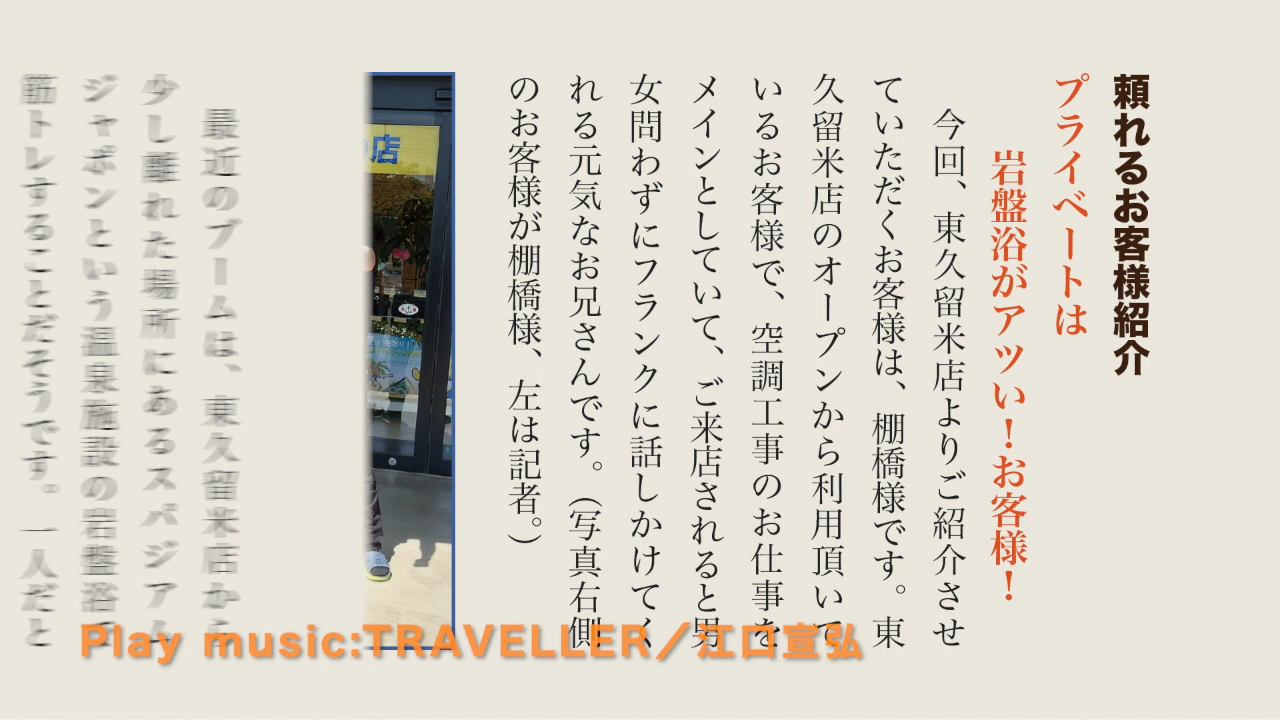 頼れるお客様紹介
プライベートは
岩盤浴がアツい！お客様！
今回、東久留米店よりご紹介させ
ていただくお客様は、棚橋様です。東
久留米店のオープンから利用頂いて
いるお客様で、空調工事のお仕事を
メインとしていて、ご来店されると男
女問わずにフランクに話しかけてく
れる元気なお兄さんです。（写真右側
のお客様が棚橋様、左は記者。）
店
最近のブームは、東久留米店から
少し離れた場所にあるスパジアム
ジャポンという温泉施設の岩盤浴で
筋トレすることだそうです。一人だと
Play music:TRAVELLER／江口宣弘